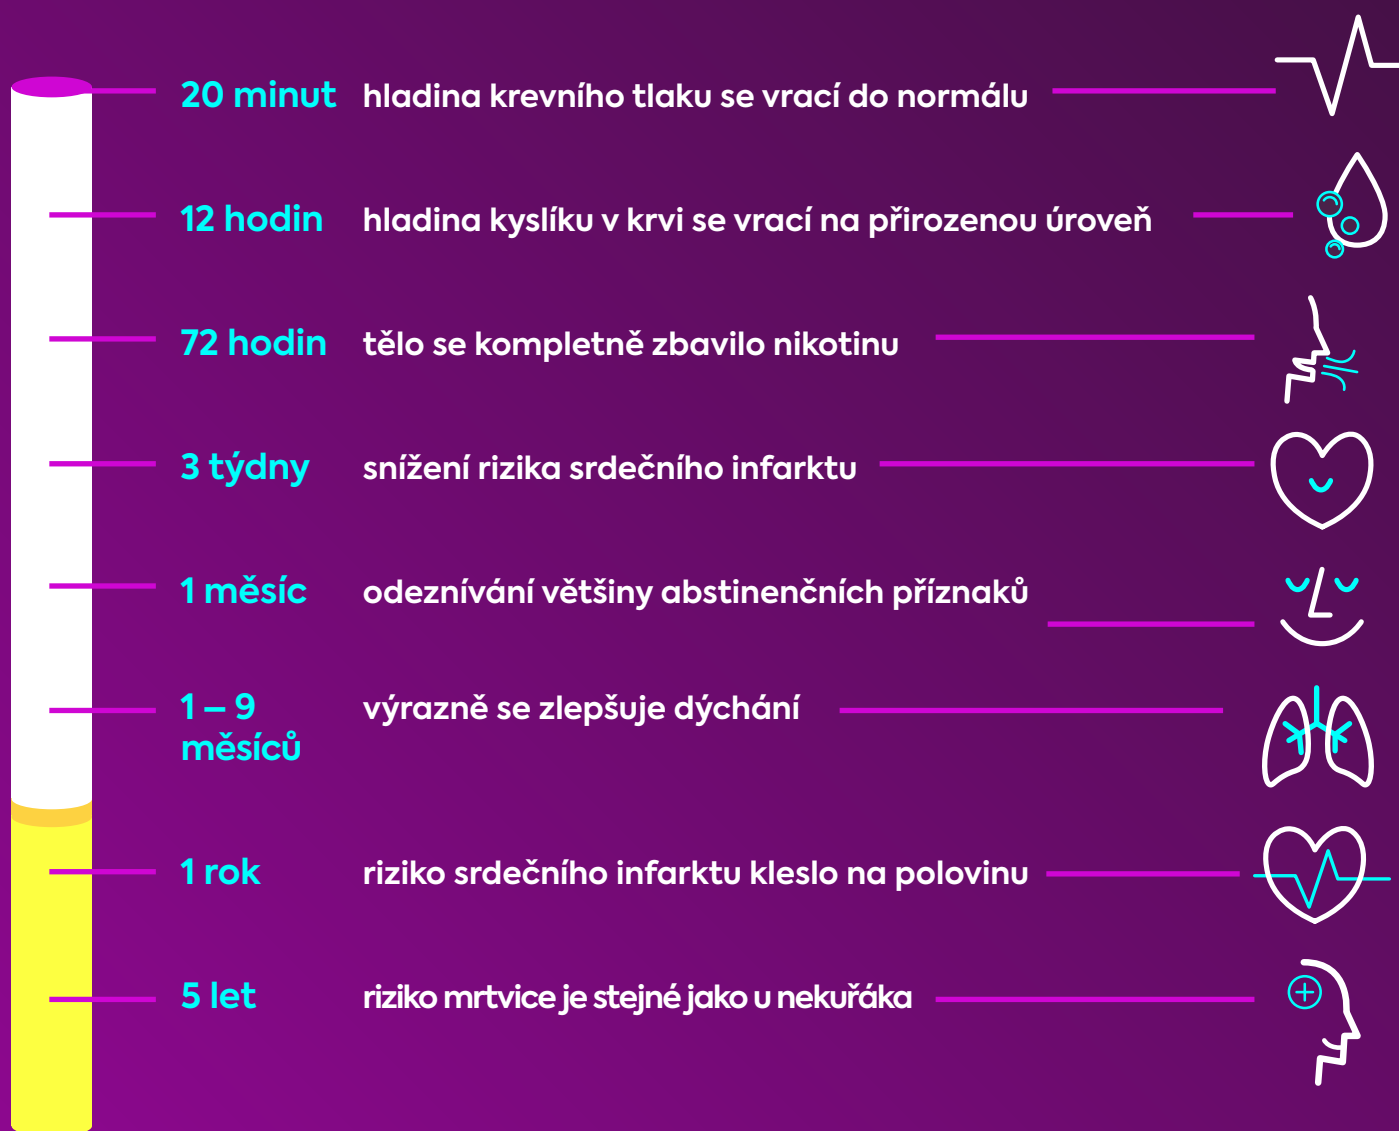 20 minut hladina krevního tlaku se vrací do normálu
12 hodin hladina kyslíku v krvi se vrací na přirozenou úroveň
72 hodin tělo se kompletně zbavilo nikotinu
3 týdny snížení rizika srdečního infarktu
1 měsíc odeznívání většiny abstinenčních příznaků
1 – 9 výrazně se zlepšuje dýchání
měsíců
1 rok riziko srdečního infarktu kleslo na polovinu
5 let riziko mrtvice je stejné jako u nekuřáka